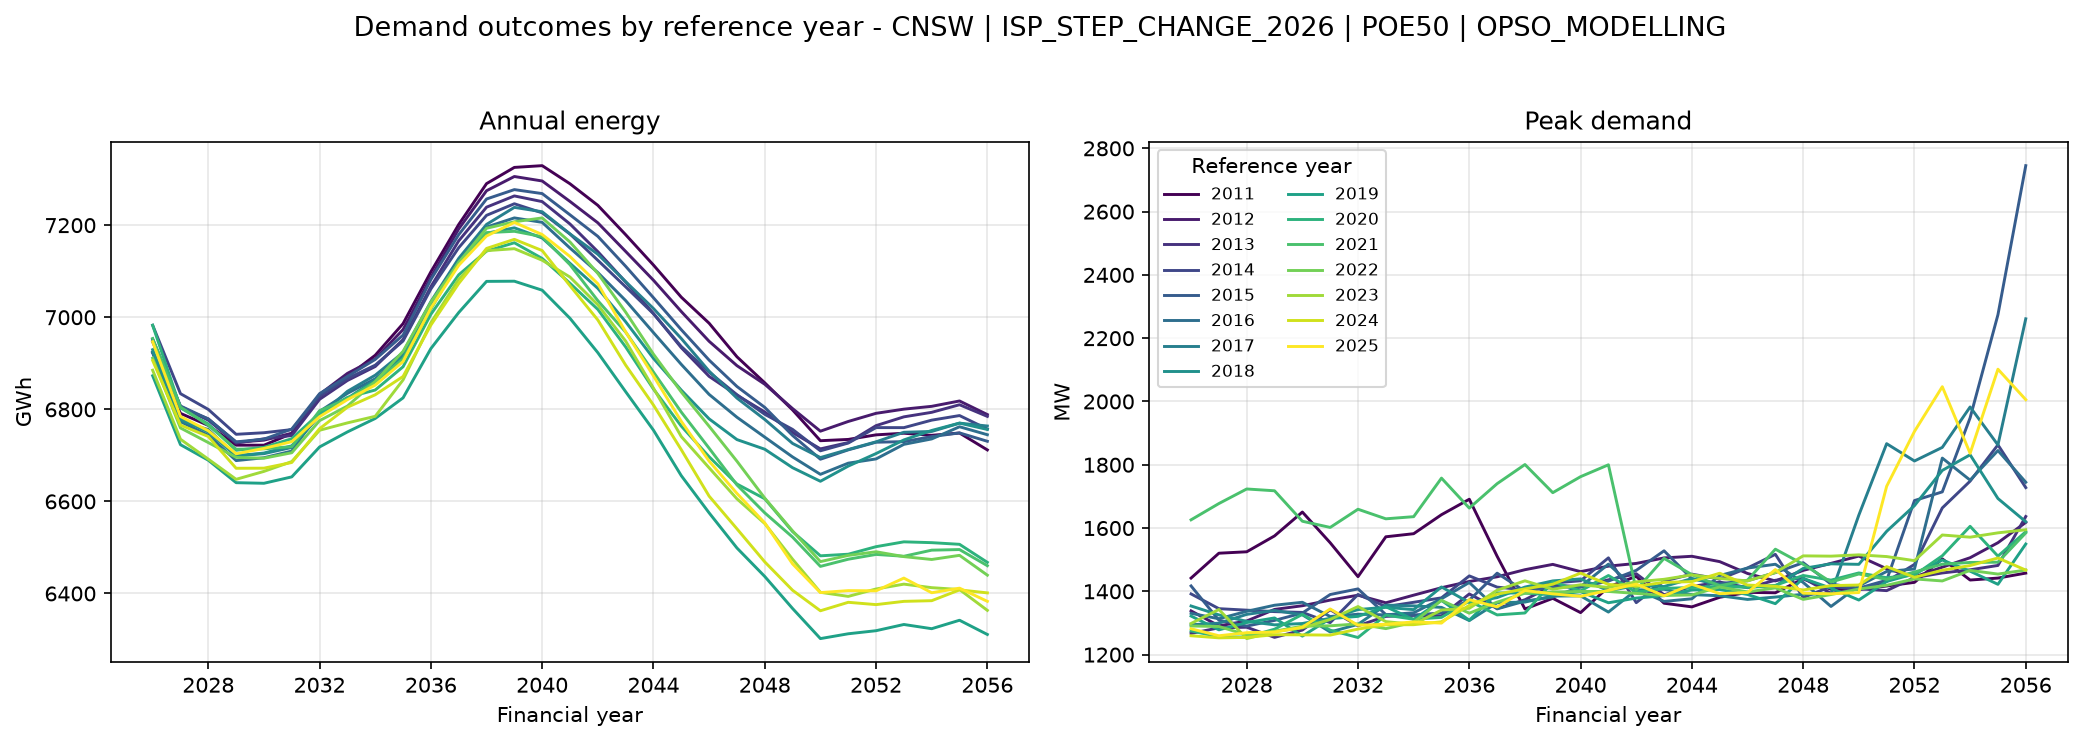 Demand outcomes by reference year - CNSW | ISP_STEP_CHANGE_2026 | POE50 | OPSO_MODELLING
Annual energy
GWh
7200
7000
6800
6600
6400
2028 2032 2036 2040 2044 2048 2052 2056
Financial year
Peak demand
MW
2800
2600
2400
2200
2000
1800
1600
1400
1200
Reference year
2011 2019
2012 2020
2013 2021
2014 2022
2015 2023
2016 2024
2017 2025
2018
2028 2032 2036 2040 2044 2048 2052 2056
Financial year